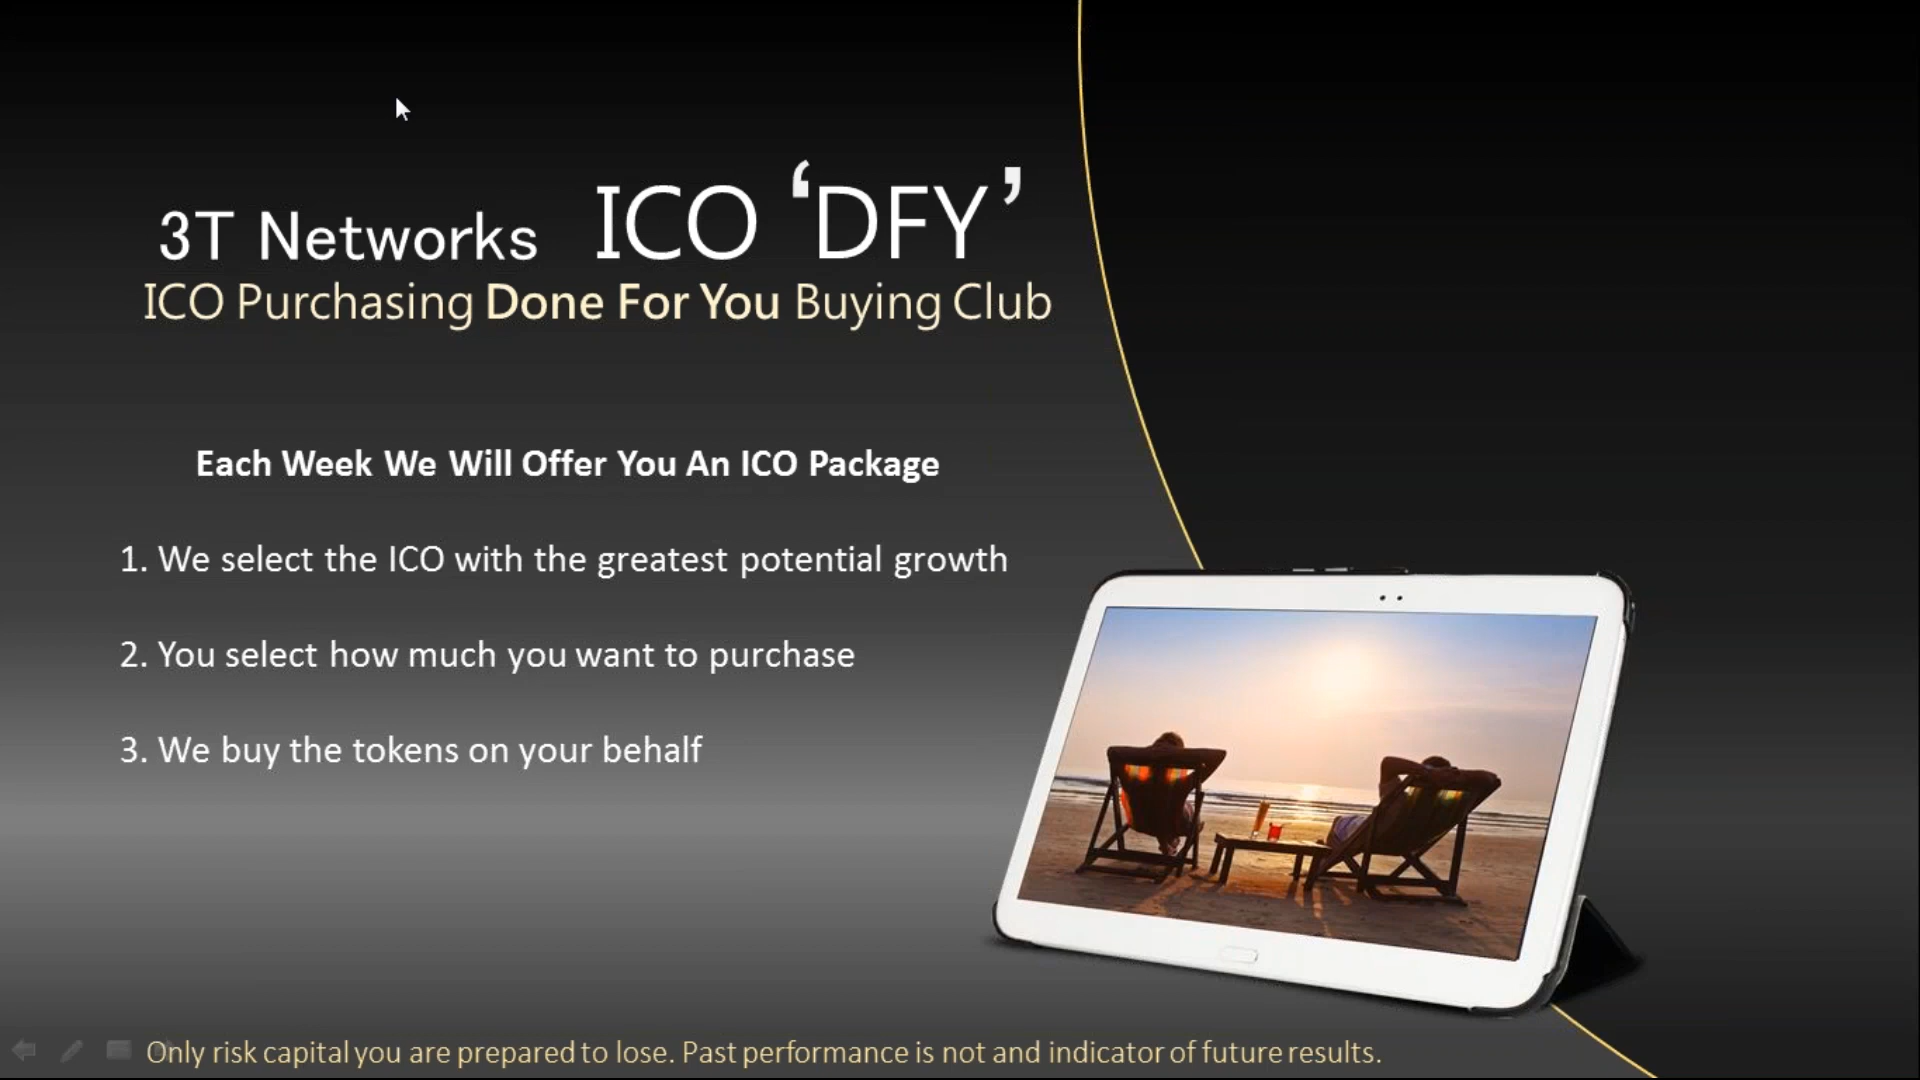 3T Networks ICO ‘DFY’
ICO Purchasing Done For You Buying Club
Each Week We Will Offer You An ICO Package
1. We select the ICO with the greatest potential growth
2. You select how much you want to purchase
3. We buy the tokens on your behalf
Only risk capital you are prepared to lose. Past performance is not and indicator of future results.